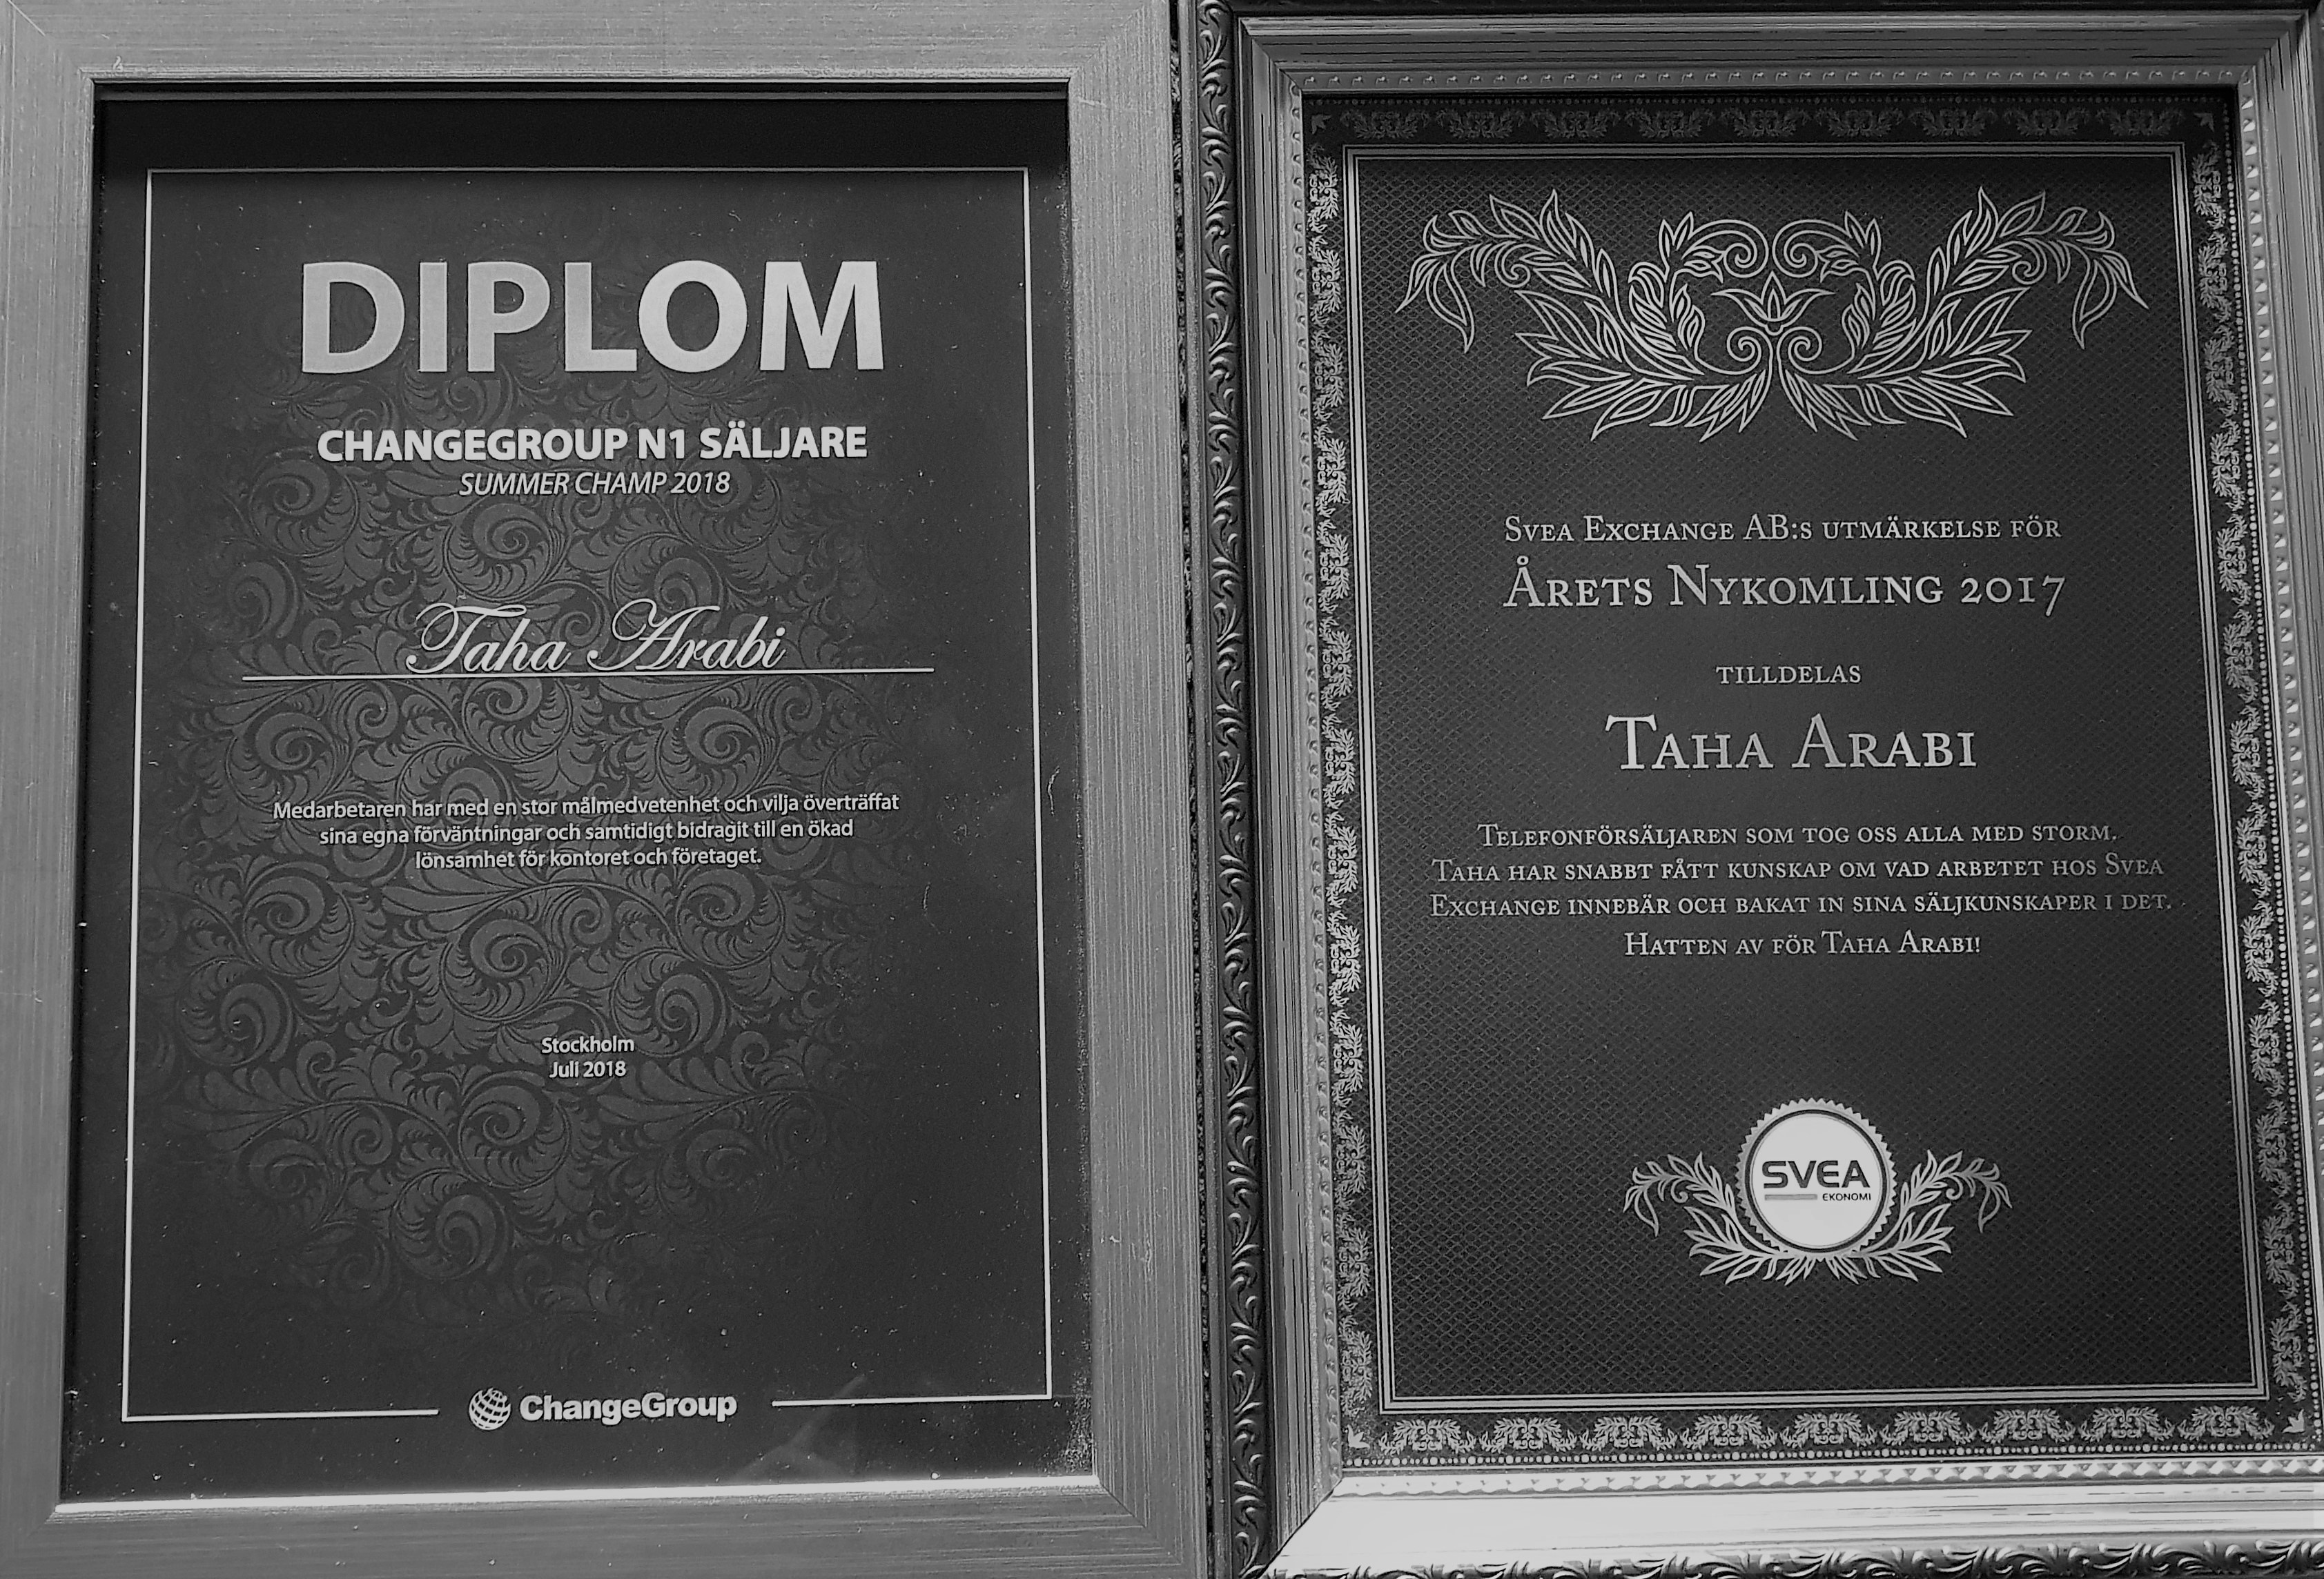 DIPLOM
CHANGEGROUP N1 SÄLJARE
SUMMER CHAMP 2018
Taha Arabi
Medarbetaren har med en stor målmedvetenhet och vilja överträffat
sina egna förväntningar och samtidigt bidragit till en ökad
lönsamhet för kontoret och företaget.
Stockholm
Juli 2018
ChangeGroup
SVEA EXCHANGE AB:S UTMÄRKELSE FÖR
ÅRETS NYKOMLING 2017
TILLDELAS
TAHA ARABI
TELEFONFÖRSÄLJAREN SOM TOG OSS ALLA MED STORM.
TAHA HAR SNABBT FÅTT KUNSKAP OM VAD ARBETET HOS SVEA
EXCHANGE INNEBÄR OCH BAKAT IN SINA SÄLJKUNSKAPER I DET.
HATTEN AV FÖR TAHA ARABI!
SVEA
EKONOMI